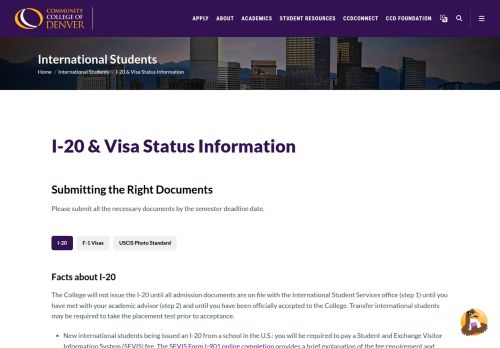 COMMUNITY
COLLEGE OF
DENVER
APPLY ABOUT ACADEMICS STUDENT RESOURCES CCDCONNECT CCD FOUNDATION
International Students
Home / International Students / I-20 & Visa Status Information
I-20 & Visa Status Information
Submitting the Right Documents
Please submit all the necessary documents by the semester deadline date.
I-20 F-1 Visas USCIS Photo Standard
Facts about I-20
The College will not issue the I-20 until all admission documents are on file with the International Student Services office (step 1) until you
have met with your academic advisor (step 2) and until you have been officially accepted to the College. Transfer international students
may be required to take the placement test prior to acceptance.
• New international students being issued an I-20 from a school in the U.S.: you will be required to pay a Student and Exchange Visitor
Information System (SEVIS) fee. The SEVIS Form I-901 online completion provides a brief explanation of the fee requirement and